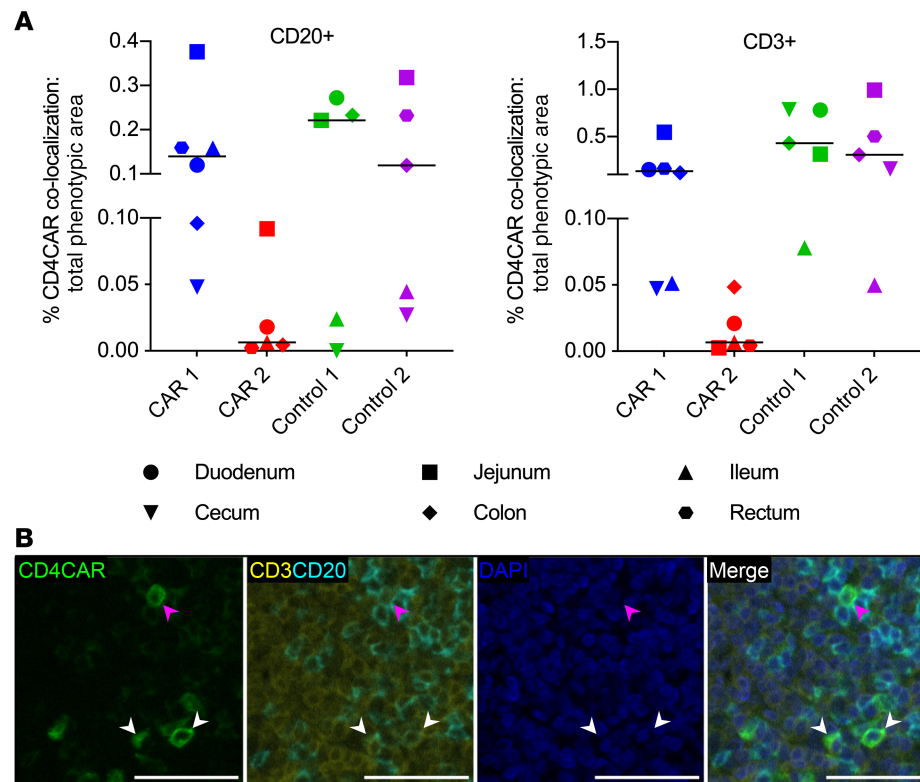 A
CD20+
CD3+
% CD4CAR co-localization:
total phenotypic area
0.4
0.3
0.2
0.1
0.10
0.05
0.00
CAR 1
CAR 2
Control 1
Control 2
% CD4CAR co-localization:
total phenotypic area
1.5
1.0
0.5
0.10
0.05
0.00
CAR 1
CAR 2
Control 1
Control 2
Duodenum
Jejunum
Ileum
Cecum
Colon
Rectum
B
CD4CAR
CD3CD20
DAPI
Merge